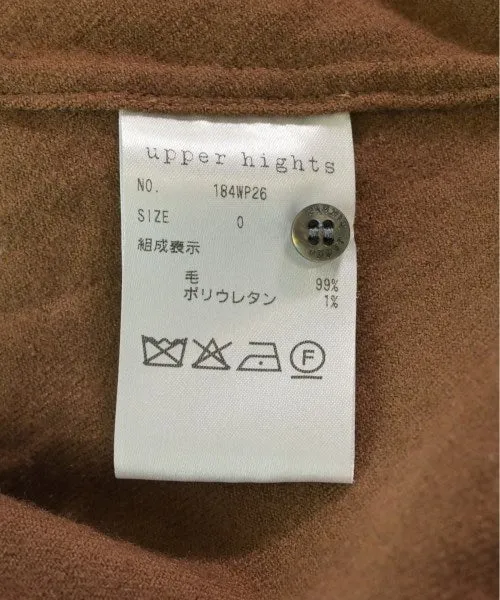 upper hights
NO. 184WP26
SIZE 0
組成表示
毛 99%
ポリウレタン 1%
F